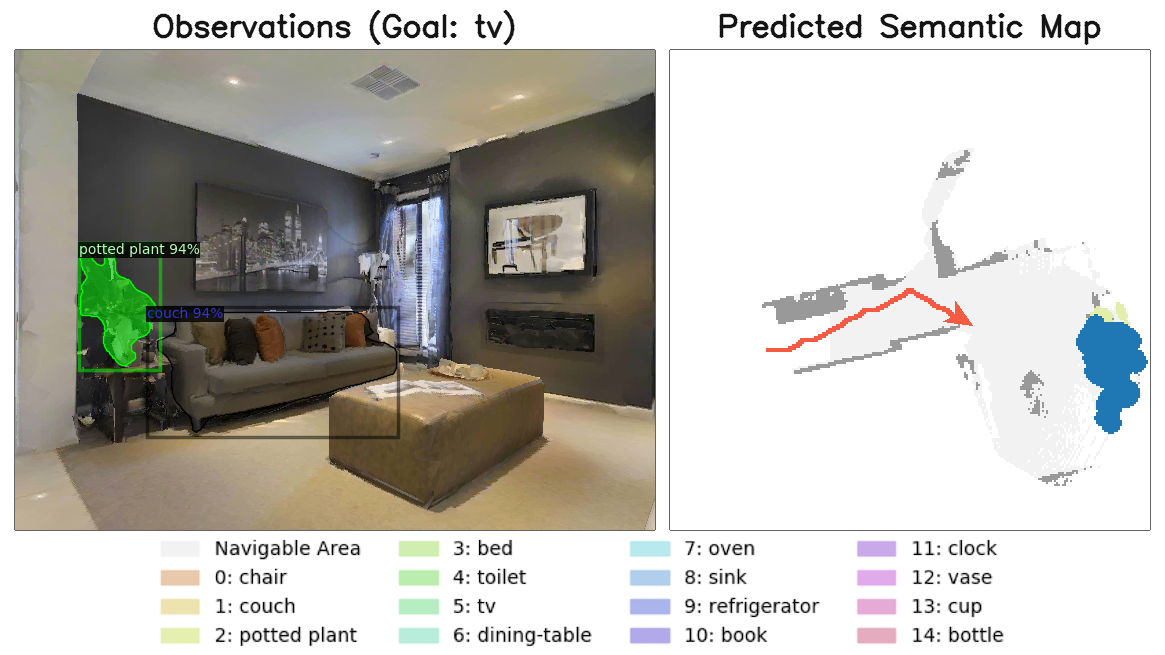 Observations (Goal: tv)
Predicted Semantic Map
potted plant 94%
couch 94%
Navigable Area
0: chair
1: couch
2: potted plant
3: bed
4: toilet
5: tv
6: dining-table
7: oven
8: sink
9: refrigerator
10: book
11: clock
12: vase
13: cup
14: bottle